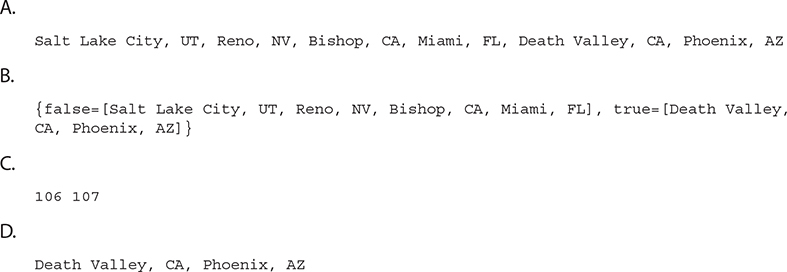 A.
Salt Lake City, UT, Reno, NV, Bishop, CA, Miami, FL, Death Valley, CA, Phoenix, AZ
B.
{false=[Salt Lake City, UT, Reno, NV, Bishop, CA, Miami, FL], true=[Death Valley,
CA, Phoenix, AZ]}
C.
106 107
D.
Death Valley, CA, Phoenix, AZ